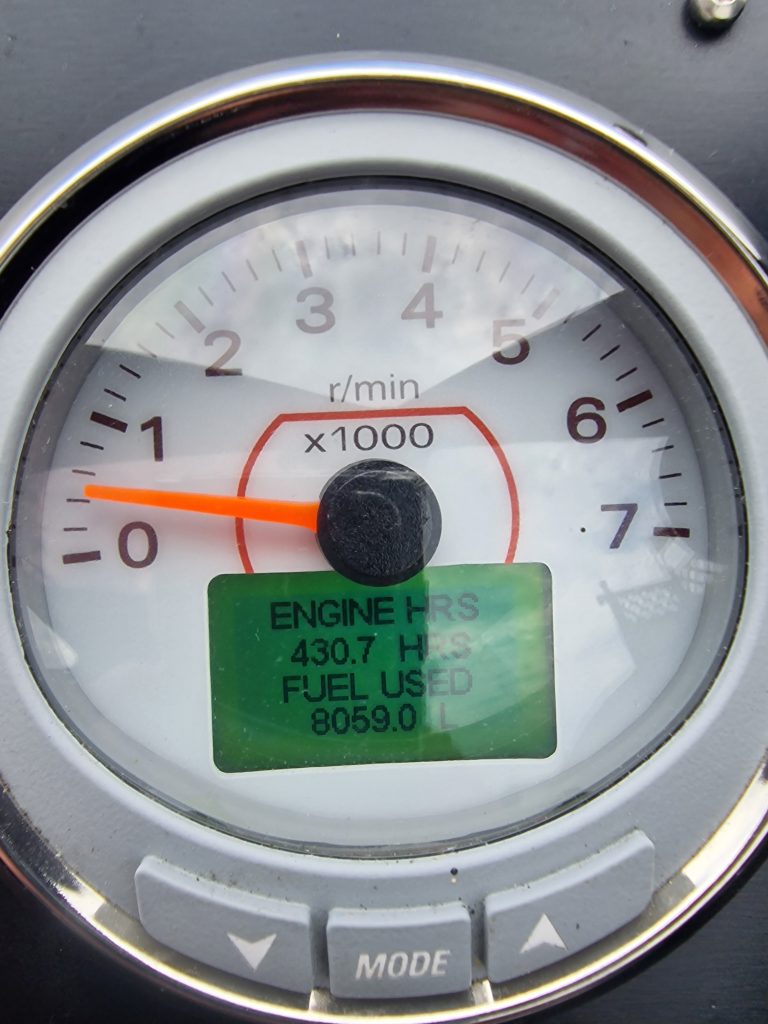 0
1
2
3
4
5
6
7
r/min
x1000
ENGINE HRS
430.7 HRS
FUEL USED
8059.0 L
MODE